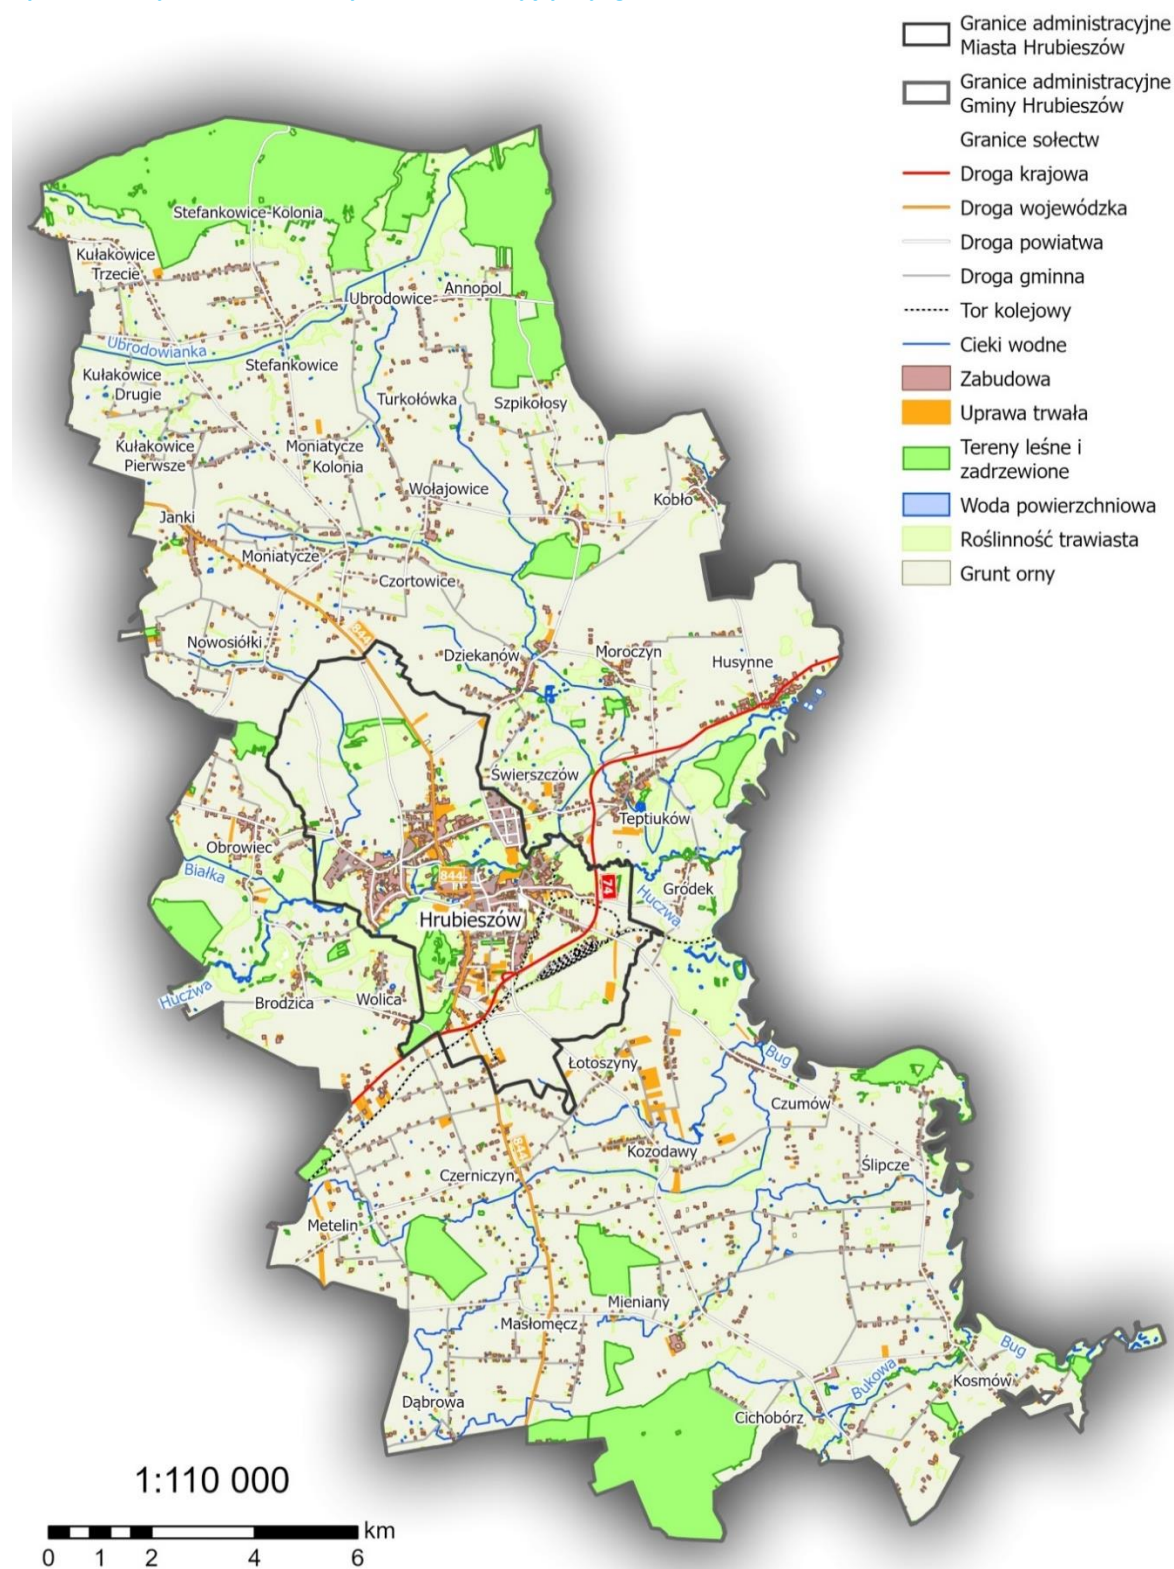 Granice administracyjne
Miasta Hrubieszów
Granice administracyjne
Gminy Hrubieszów
Granice sołectw
Droga krajowa
Droga wojewódzka
Droga powiatwa
Droga gminna
Tor kolejowy
Cieki wodne
Zabudowa
Uprawa trwała
Tereny leśne i
zadrzewione
Woda powierzchniowa
Roślinność trawiasta
Grunt orny
Stefankowice-Kolonia
Kułakowice
Trzecie
Annopol
Ubrodowice
Ubrodowianka
Stefankowice
Kułakowice
Drugie
Turkołówka
Szpikołosy
Kułakowice
Pierwsze
Moniatycze
Kolonia
Wołajowice
Kobło
Janki
Moniatycze
Czortowice
844
Nowosiółki
Dziekanów
Moroczyn
Husynne
Bug
Świerszczów
Teptiuków
Obrowiec
Białka
844
74
Gródek
Huczwa
Hrubieszów
Huczwa
Brodzica
Wolica
Łotoszyny
Bug
Czumów
844
Kozodawy
Czerniczyn
Ślipcze
Metelin
Mieniany
Masłomęcz
Bug
Kosmów
Bukowa
Dąbrowa
Cichobórz
1:110 000
km
0 1 2 4 6